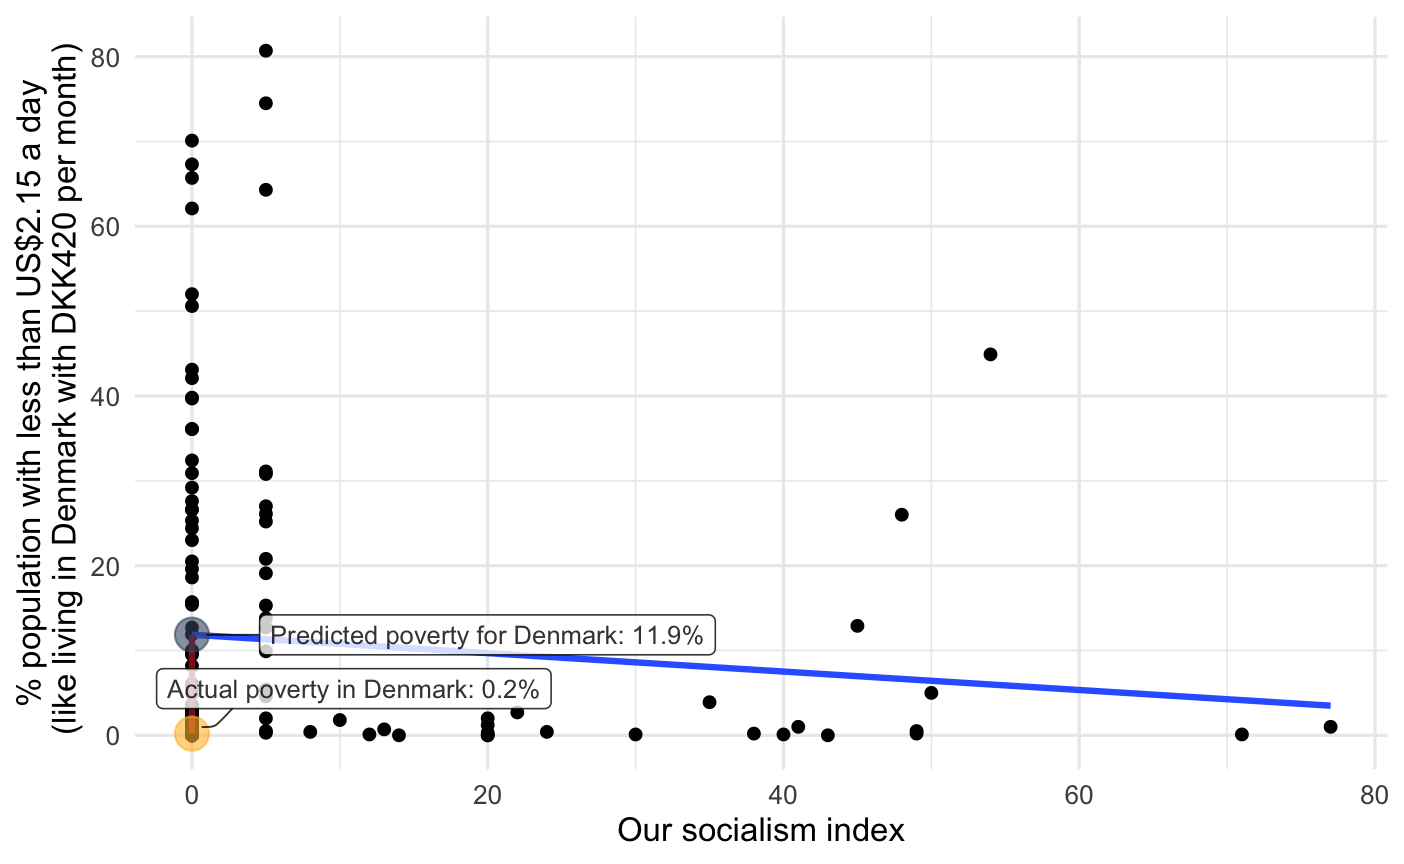 % population with less than US$2.15 a day
(like living in Denmark with DKK420 per month)
80
60
40
20
0
Predicted poverty for Denmark: 11.9%
Actual poverty in Denmark: 0.2%
0
20
40
60
80
Our socialism index